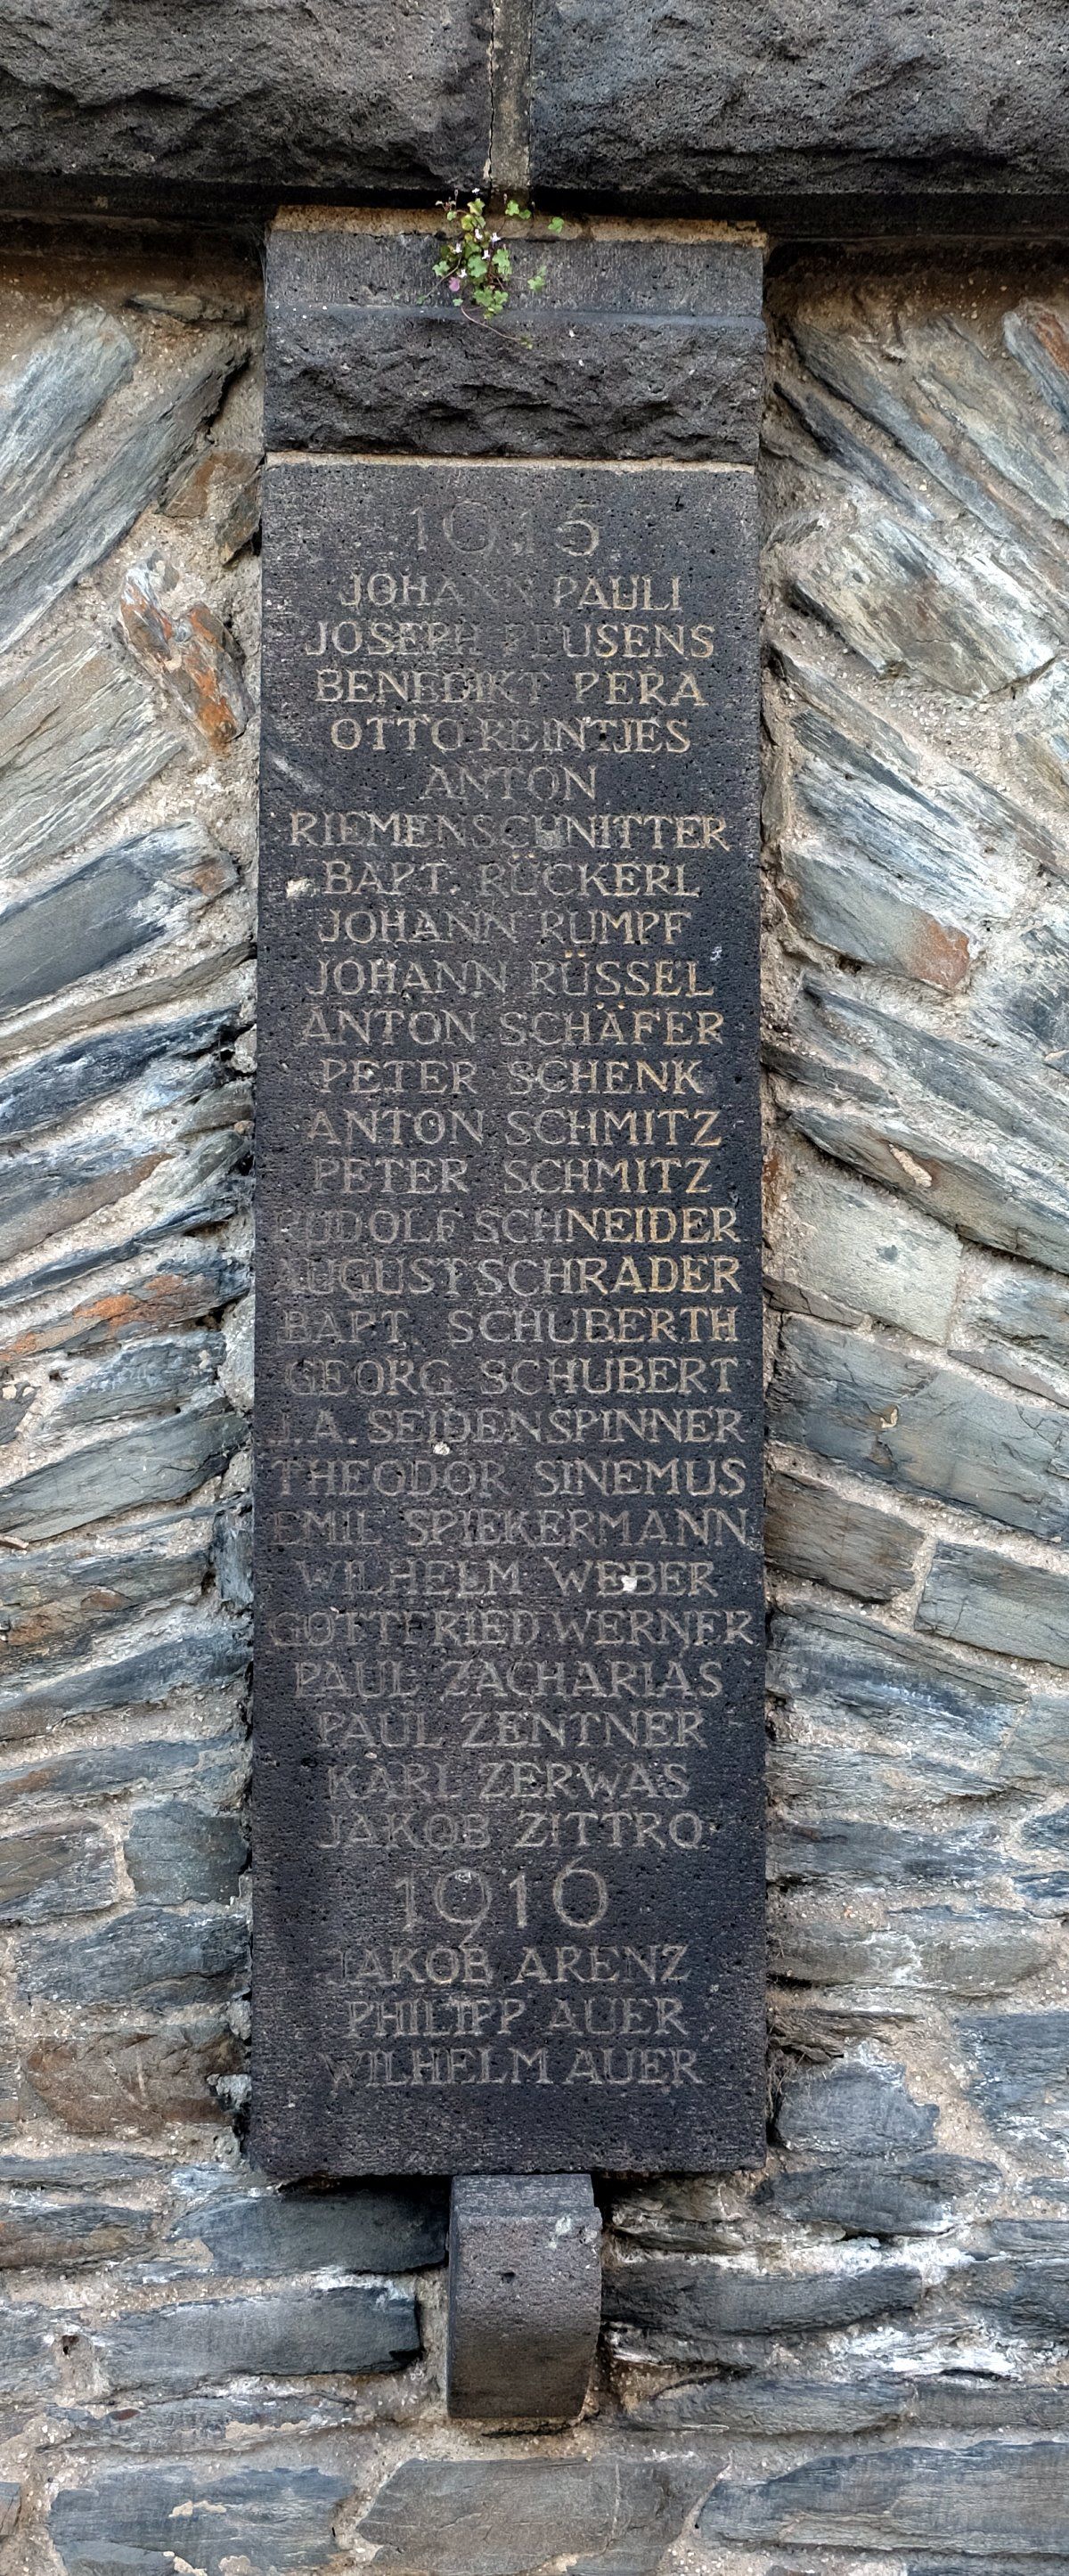 1915
JOHANN PAULI
JOSEPH PEUSENS
BENEDIKT PERA
OTTO REINTJES
ANTON
RIEMENSCHNITTER
BAPT. RÜCKERL
JOHANN RUMPF
JOHANN RÜSSEL
ANTON SCHÄFER
PETER SCHENK
ANTON SCHMITZ
PETER SCHMITZ
RUDOLF SCHNEIDER
AUGUST SCHRADER
BAPT. SCHUBERTH
GEORG SCHUBERT
J.A. SEIDENSPINNER
THEODOR SINEMUS
EMIL SPIEKERMANN
WILHELM WEBER
GOTTFRIED WERNER
PAUL ZACHARIAS
PAUL ZENTNER
KARL ZERWAS
JAKOB ZITTRO
1916
JAKOB ARENZ
PHILIPP AUER
WILHELM AUER